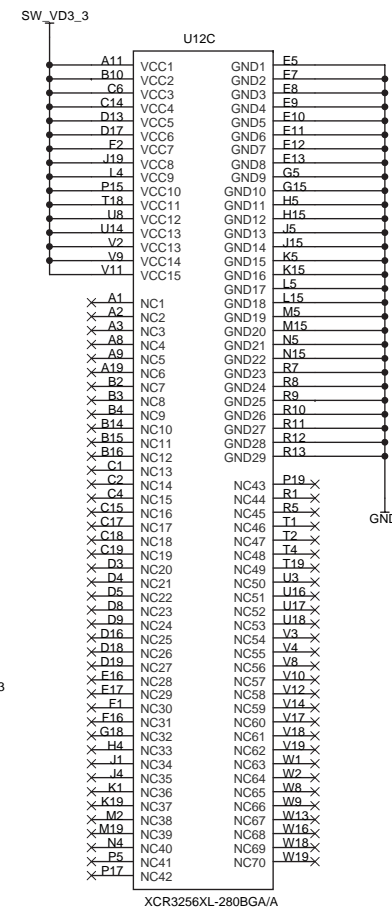 SW_VD3_3
U12C
A11 VCC1 GND1 E5
B10 VCC2 GND2 E7
C6 VCC3 GND3 E8
C14 VCC4 GND4 E9
D13 VCC5 GND5 E10
D17 VCC6 GND6 E11
F2 VCC7 GND7 E12
J19 VCC8 GND8 E13
L4 VCC9 GND9 G5
P15 VCC10 GND10 G15
T18 VCC11 GND11 H5
U8 VCC12 GND12 H15
U14 VCC13 GND13 J5
V2 VCC13 GND14 J15
V9 VCC14 GND15 K5
V11 VCC15 GND16 K15
GND17 L5
A1 NC1 GND18 L15
A2 NC2 GND19 M5
A3 NC3 GND20 M15
A8 NC4 GND21 N5
A9 NC5 GND22 N15
A19 NC6 GND23 R7
B2 NC7 GND24 R8
B3 NC8 GND25 R9
B4 NC9 GND26 R10
B14 NC10 GND27 R11
B15 NC11 GND28 R12
B16 NC12 GND29 R13
C1 NC13
C2 NC14 NC43 P19
C4 NC15 NC44 R1
C15 NC16 NC45 R5
C17 NC17 NC46 T1 GND
C18 NC18 NC47 T2
C19 NC19 NC48 T4
D3 NC20 NC49 T19
D4 NC21 NC50 U3
D5 NC22 NC51 U16
D8 NC23 NC52 U17
D9 NC24 NC53 U18
D16 NC25 NC54 V3
D18 NC26 NC55 V4
D19 NC27 NC56 V8
E16 NC28 NC57 V10
3 E17 NC29 NC58 V12
F1 NC30 NC59 V14
F16 NC31 NC60 V17
G18 NC32 NC61 V18
H4 NC33 NC62 V19
J1 NC34 NC63 W1
J4 NC35 NC64 W2
K1 NC36 NC65 W8
K19 NC37 NC66 W9
M2 NC38 NC67 W13
M19 NC39 NC68 W16
N4 NC40 NC69 W18
P5 NC41 NC70 W19
P17 NC42
XCR3256XL-280BGA/A